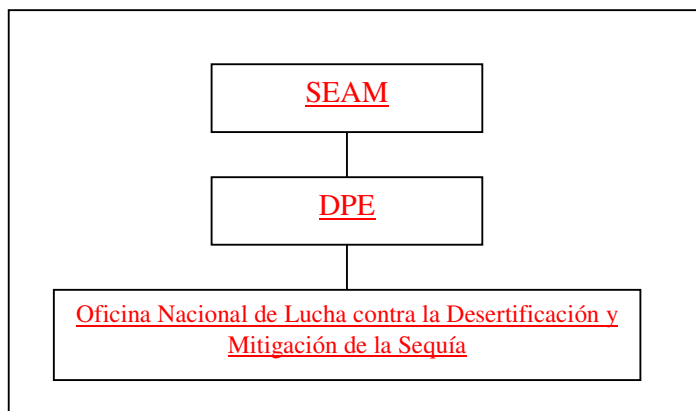 SEAM
DPE
Oficina Nacional de Lucha contra la Desertificación y
Mitigación de la Sequía